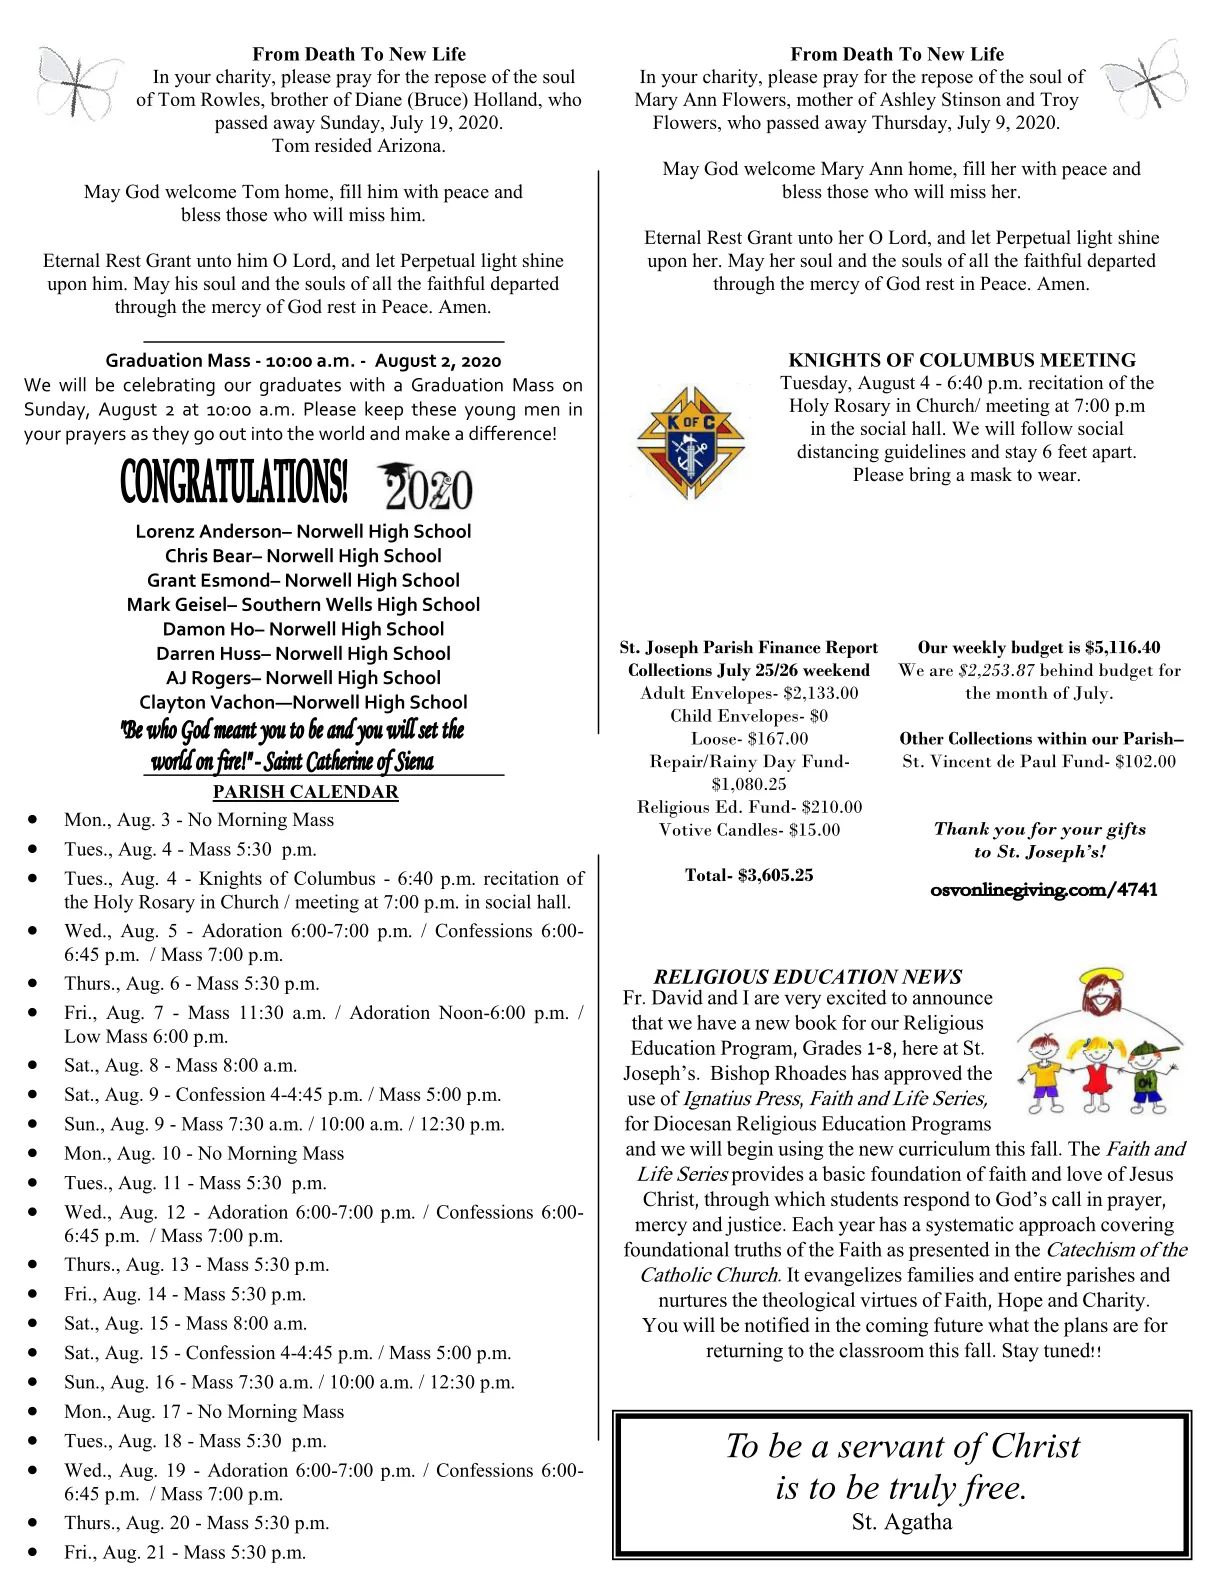 From Death To New Life
In your charity, please pray for the repose of the soul
of Tom Rowles, brother of Diane (Bruce) Holland, who
passed away Sunday, July 19, 2020.
Tom resided Arizona.
May God welcome Tom home, fill him with peace and
bless those who will miss him.
Eternal Rest Grant unto him O Lord, and let Perpetual light shine
upon him. May his soul and the souls of all the faithful departed
through the mercy of God rest in Peace. Amen.
Graduation Mass - 10:00 a.m. - August 2, 2020
We will be celebrating our graduates with a Graduation Mass on
Sunday, August 2 at 10:00 a.m. Please keep these young men in
your prayers as they go out into the world and make a difference!
CONGRATULATIONS! 2020
Lorenz Anderson– Norwell High School
Chris Bear– Norwell High School
Grant Esmond– Norwell High School
Mark Geisel– Southern Wells High School
Damon Ho– Norwell High School
Darren Huss– Norwell High School
AJ Rogers– Norwell High School
Clayton Vachon—Norwell High School
"Be who God meant you to be and you will set the
world on fire!" - Saint Catherine of Siena
PARISH CALENDAR
• Mon., Aug. 3 - No Morning Mass
• Tues., Aug. 4 - Mass 5:30 p.m.
• Tues., Aug. 4 - Knights of Columbus - 6:40 p.m. recitation of
the Holy Rosary in Church / meeting at 7:00 p.m. in social hall.
• Wed., Aug. 5 - Adoration 6:00-7:00 p.m. / Confessions 6:00-
6:45 p.m. / Mass 7:00 p.m.
• Thurs., Aug. 6 - Mass 5:30 p.m.
• Fri., Aug. 7 - Mass 11:30 a.m. / Adoration Noon-6:00 p.m. /
Low Mass 6:00 p.m.
• Sat., Aug. 8 - Mass 8:00 a.m.
• Sat., Aug. 9 - Confession 4-4:45 p.m. / Mass 5:00 p.m.
• Sun., Aug. 9 - Mass 7:30 a.m. / 10:00 a.m. / 12:30 p.m.
• Mon., Aug. 10 - No Morning Mass
• Tues., Aug. 11 - Mass 5:30 p.m.
• Wed., Aug. 12 - Adoration 6:00-7:00 p.m. / Confessions 6:00-
6:45 p.m. / Mass 7:00 p.m.
• Thurs., Aug. 13 - Mass 5:30 p.m.
• Fri., Aug. 14 - Mass 5:30 p.m.
• Sat., Aug. 15 - Mass 8:00 a.m.
• Sat., Aug. 15 - Confession 4-4:45 p.m. / Mass 5:00 p.m.
• Sun., Aug. 16 - Mass 7:30 a.m. / 10:00 a.m. / 12:30 p.m.
• Mon., Aug. 17 - No Morning Mass
• Tues., Aug. 18 - Mass 5:30 p.m.
• Wed., Aug. 19 - Adoration 6:00-7:00 p.m. / Confessions 6:00-
6:45 p.m. / Mass 7:00 p.m.
• Thurs., Aug. 20 - Mass 5:30 p.m.
• Fri., Aug. 21 - Mass 5:30 p.m.
From Death To New Life
In your charity, please pray for the repose of the soul of
Mary Ann Flowers, mother of Ashley Stinson and Troy
Flowers, who passed away Thursday, July 9, 2020.
May God welcome Mary Ann home, fill her with peace and
bless those who will miss her.
Eternal Rest Grant unto her O Lord, and let Perpetual light shine
upon her. May her soul and the souls of all the faithful departed
through the mercy of God rest in Peace. Amen.
K OF C
KNIGHTS OF COLUMBUS MEETING
Tuesday, August 4 - 6:40 p.m. recitation of the
Holy Rosary in Church/ meeting at 7:00 p.m
in the social hall. We will follow social
distancing guidelines and stay 6 feet apart.
Please bring a mask to wear.
St. Joseph Parish Finance Report
Collections July 25/26 weekend
Adult Envelopes- $2,133.00
Child Envelopes- $0
Loose- $167.00
Repair/Rainy Day Fund-
$1,080.25
Religious Ed. Fund- $210.00
Votive Candles- $15.00
Total- $3,605.25
Our weekly budget is $5,116.40
We are $2,253.87 behind budget for
the month of July.
Other Collections within our Parish–
St. Vincent de Paul Fund- $102.00
Thank you for your gifts
to St. Joseph's!
osvonlinegiving.com/4741
RELIGIOUS EDUCATION NEWS
Fr. David and I are very excited to announce
that we have a new book for our Religious
Education Program, Grades 1-8, here at St.
Joseph's. Bishop Rhoades has approved the
use of Ignatius Press, Faith and Life Series,
for Diocesan Religious Education Programs
and we will begin using the new curriculum this fall. The Faith and
Life Series provides a basic foundation of faith and love of Jesus
Christ, through which students respond to God's call in prayer,
mercy and justice. Each year has a systematic approach covering
foundational truths of the Faith as presented in the Catechism of the
Catholic Church. It evangelizes families and entire parishes and
nurtures the theological virtues of Faith, Hope and Charity.
You will be notified in the coming future what the plans are for
returning to the classroom this fall. Stay tuned!!
04
To be a servant of Christ
is to be truly free.
St. Agatha